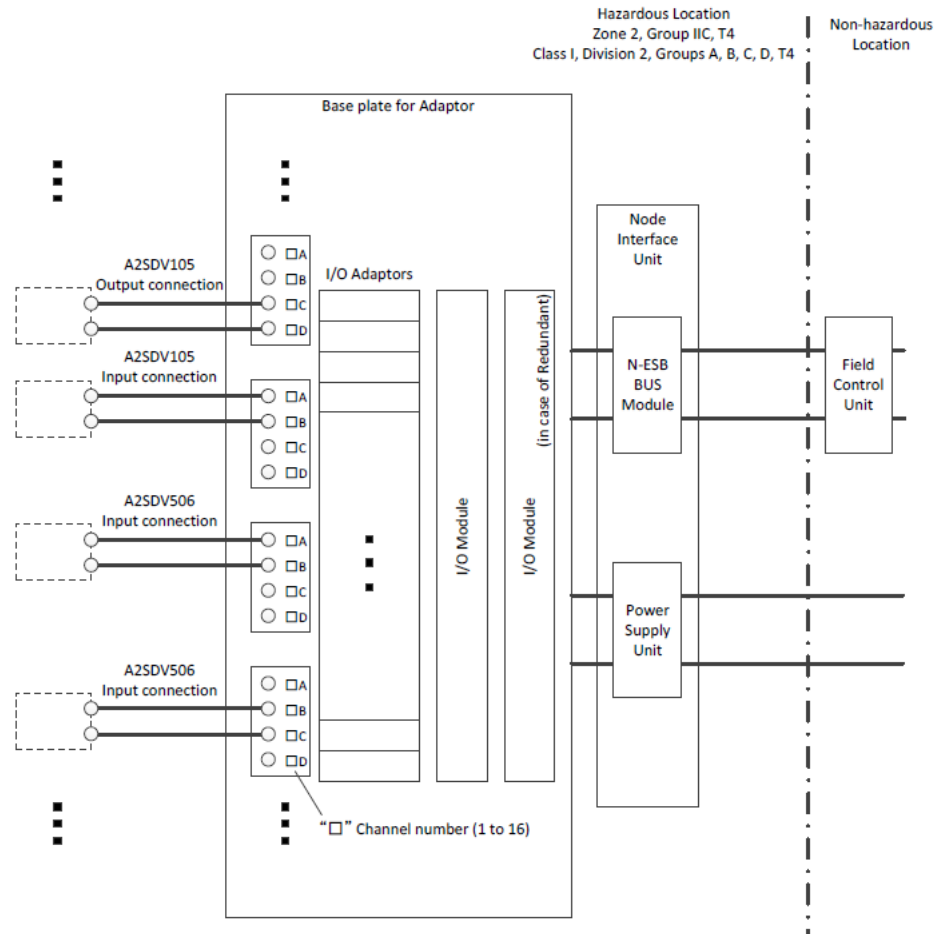 Hazardous Location
Zone 2, Group IIC, T4
Class I, Division 2, Groups A, B, C, D, T4
Non-hazardous
Location
Base plate for Adaptor
A2SDV105
Output connection
□A
□B
□C
□D
A2SDV105
Input connection
□A
□B
□C
□D
A2SDV506
Input connection
□A
□B
□C
□D
A2SDV506
Input connection
□A
□B
□C
□D
"□" Channel number (1 to 16)
I/O Adaptors
I/O Module
(in case of Redundant)
I/O Module
Node
Interface
Unit
N-ESB
BUS
Module
Power
Supply
Unit
Field
Control
Unit